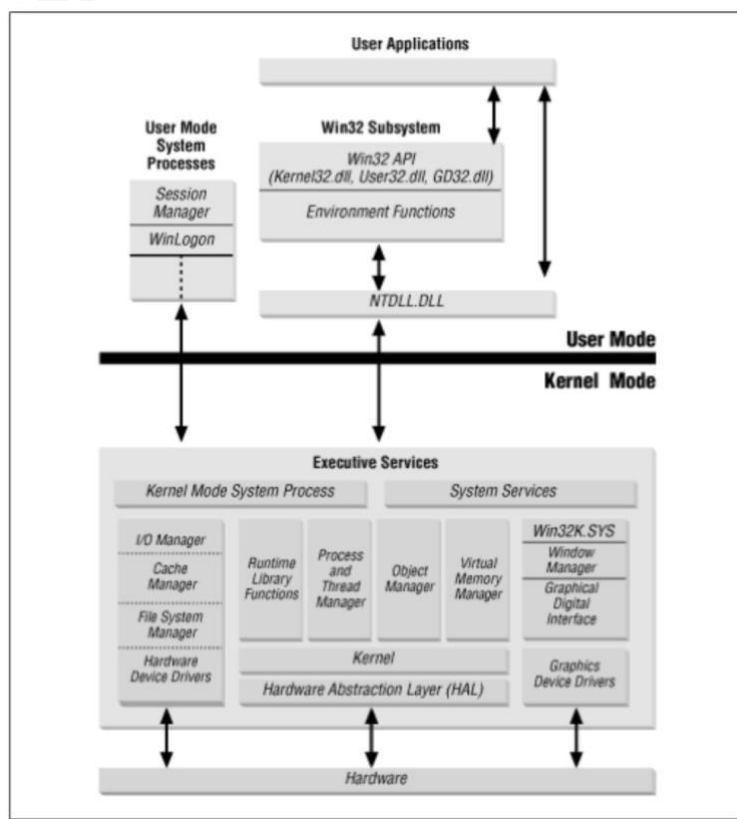 User Applications
User Mode
System
Processes
Session
Manager
WinLogon
Win32 Subsystem
Win32 API
(Kernel32.dll, User32.dll, GD32.dll)
Environment Functions
NTDLL.DLL
User Mode
Kernel Mode
Executive Services
Kernel Mode System Process
System Services
I/O Manager
Cache
Manager
File System
Manager
Hardware
Device Drivers
Runtime
Library
Functions
Process
and
Thread
Manager
Object
Manager
Virtual
Memory
Manager
Win32K.SYS
Window
Manager
Graphical
Digital
Interface
Kernel
Hardware Abstraction Layer (HAL)
Graphics
Device Drivers
Hardware